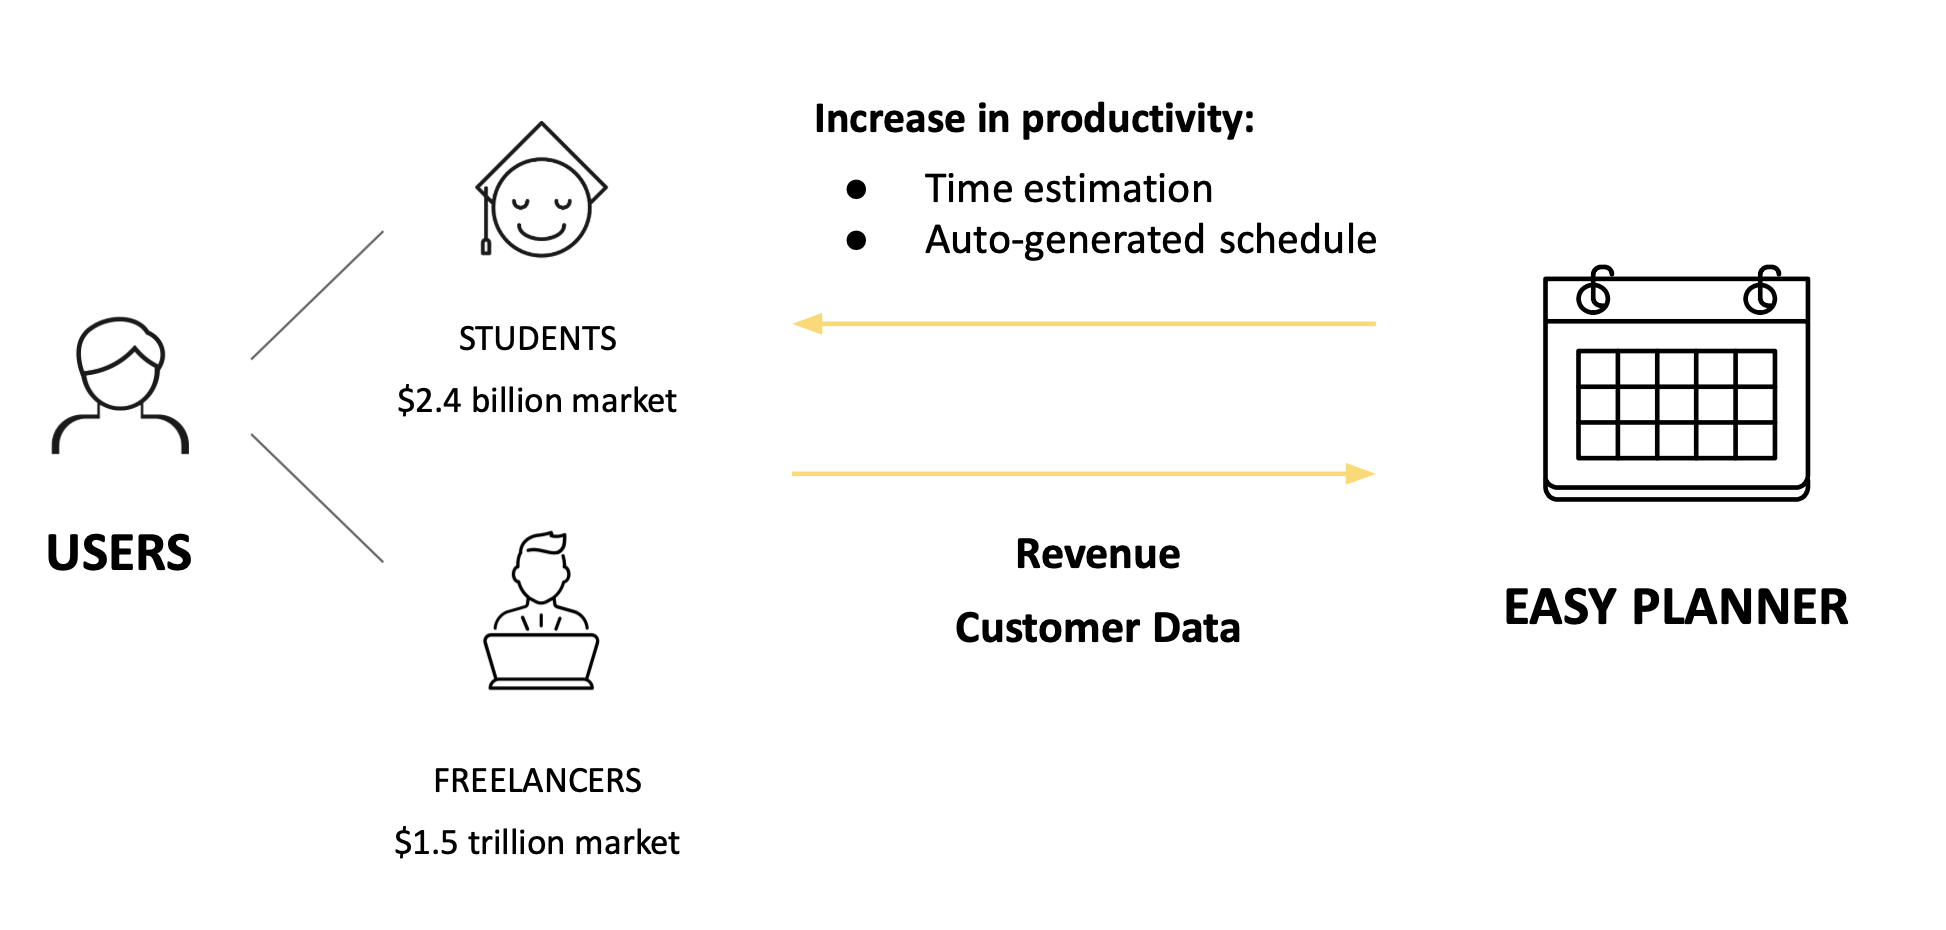 USERS
STUDENTS
$2.4 billion market
FREELANCERS
$1.5 trillion market
Increase in productivity:
● Time estimation
● Auto-generated schedule
Revenue
Customer Data
EASY PLANNER